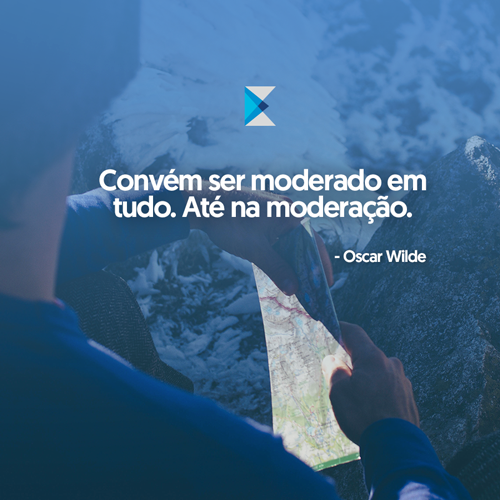 Convém ser moderado em
tudo. Até na moderação.
- Oscar Wilde